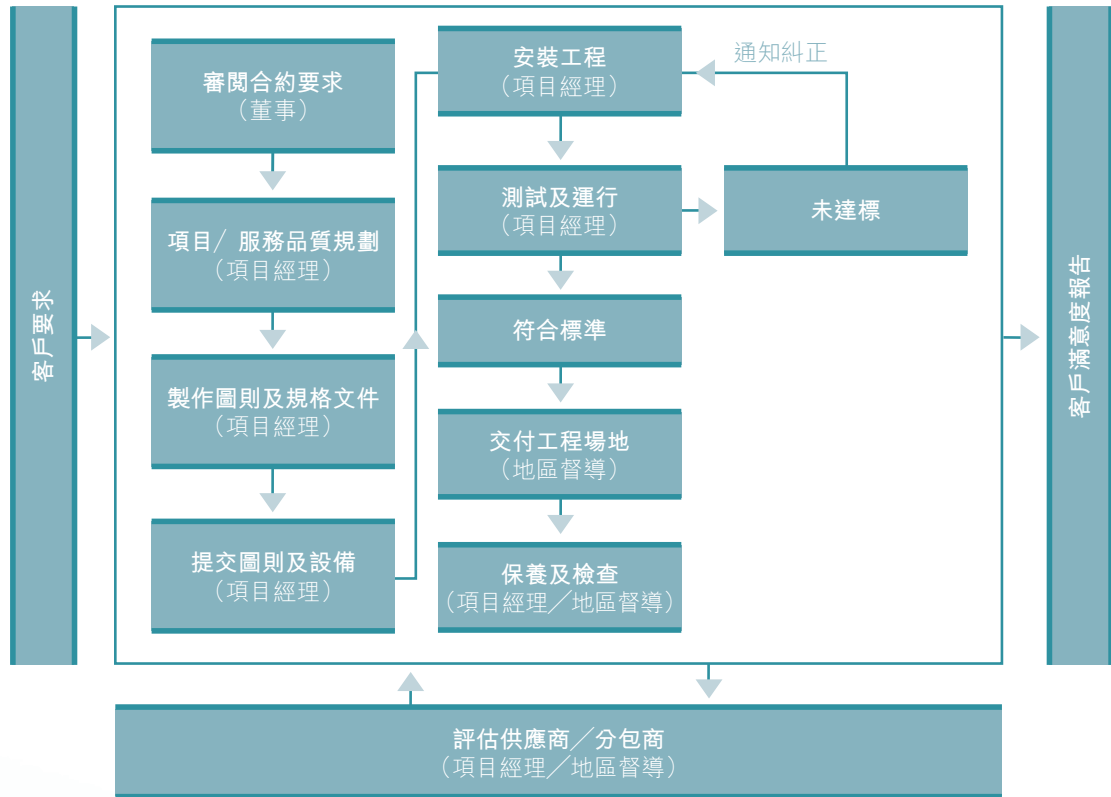 客戶要求
審閱合約要求
（董事）
項目╱ 服務品質規劃
（項目經理）
製作圖則及規格文件
（項目經理）
提交圖則及設備
（項目經理）
安裝工程
（項目經理）
通知糾正
測試及運行
（項目經理）
未達標
符合標準
交付工程場地
（地區督導）
保養及檢查
（項目經理╱地區督導）
客戶滿意度報告
評估供應商╱分包商
（項目經理╱地區督導）